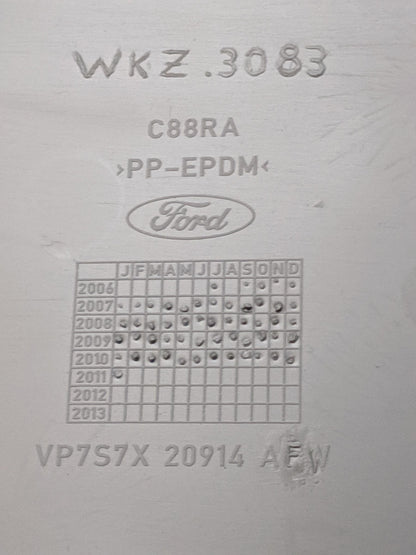 WKZ.3083
C88RA
>PP-EPDM<
Ford
J F M A M J J A S O N D
2006
2007
2008
2009
2010
2011
2012
2013
VP7S7X 20914